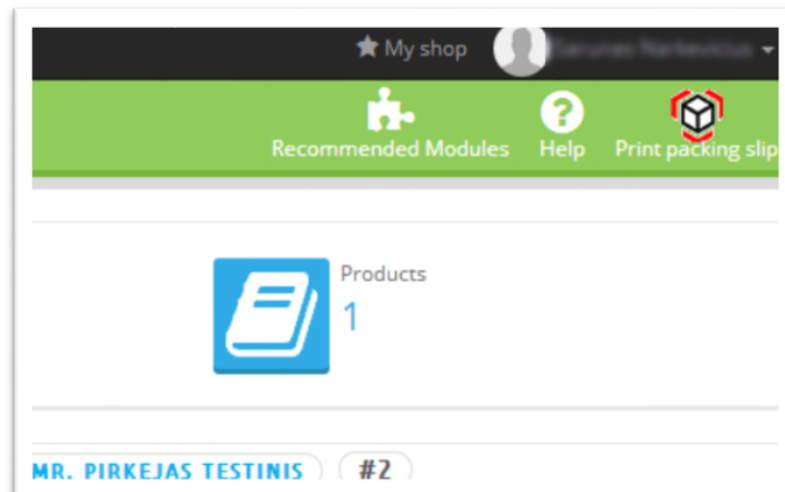 My shop
Recommended Modules Help Print packing slip
Products
1
MR. PIRKEJAS TESTINIS #2